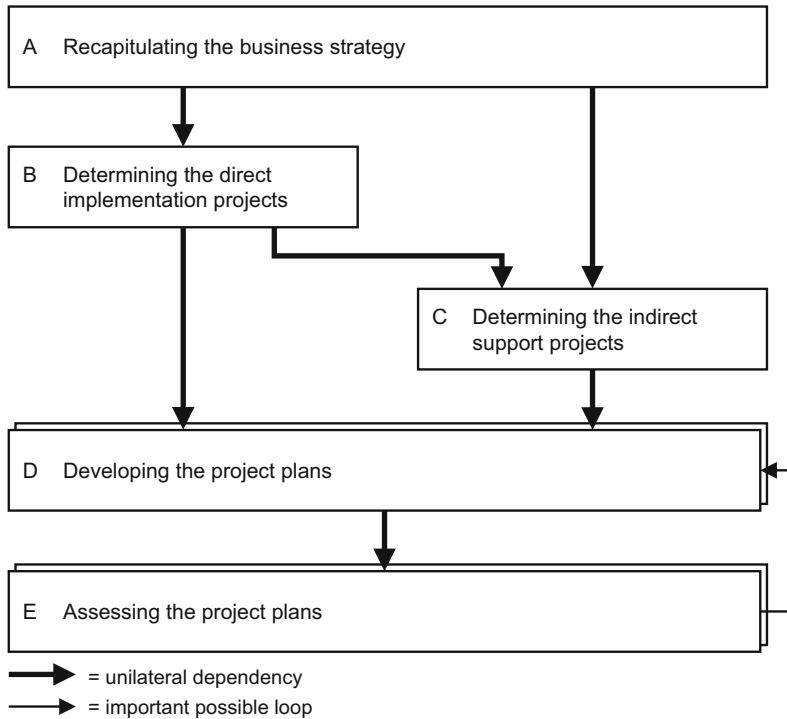 A Recapitulating the business strategy
B Determining the direct
implementation projects
C Determining the indirect
support projects
D Developing the project plans
E Assessing the project plans
= unilateral dependency
= important possible loop